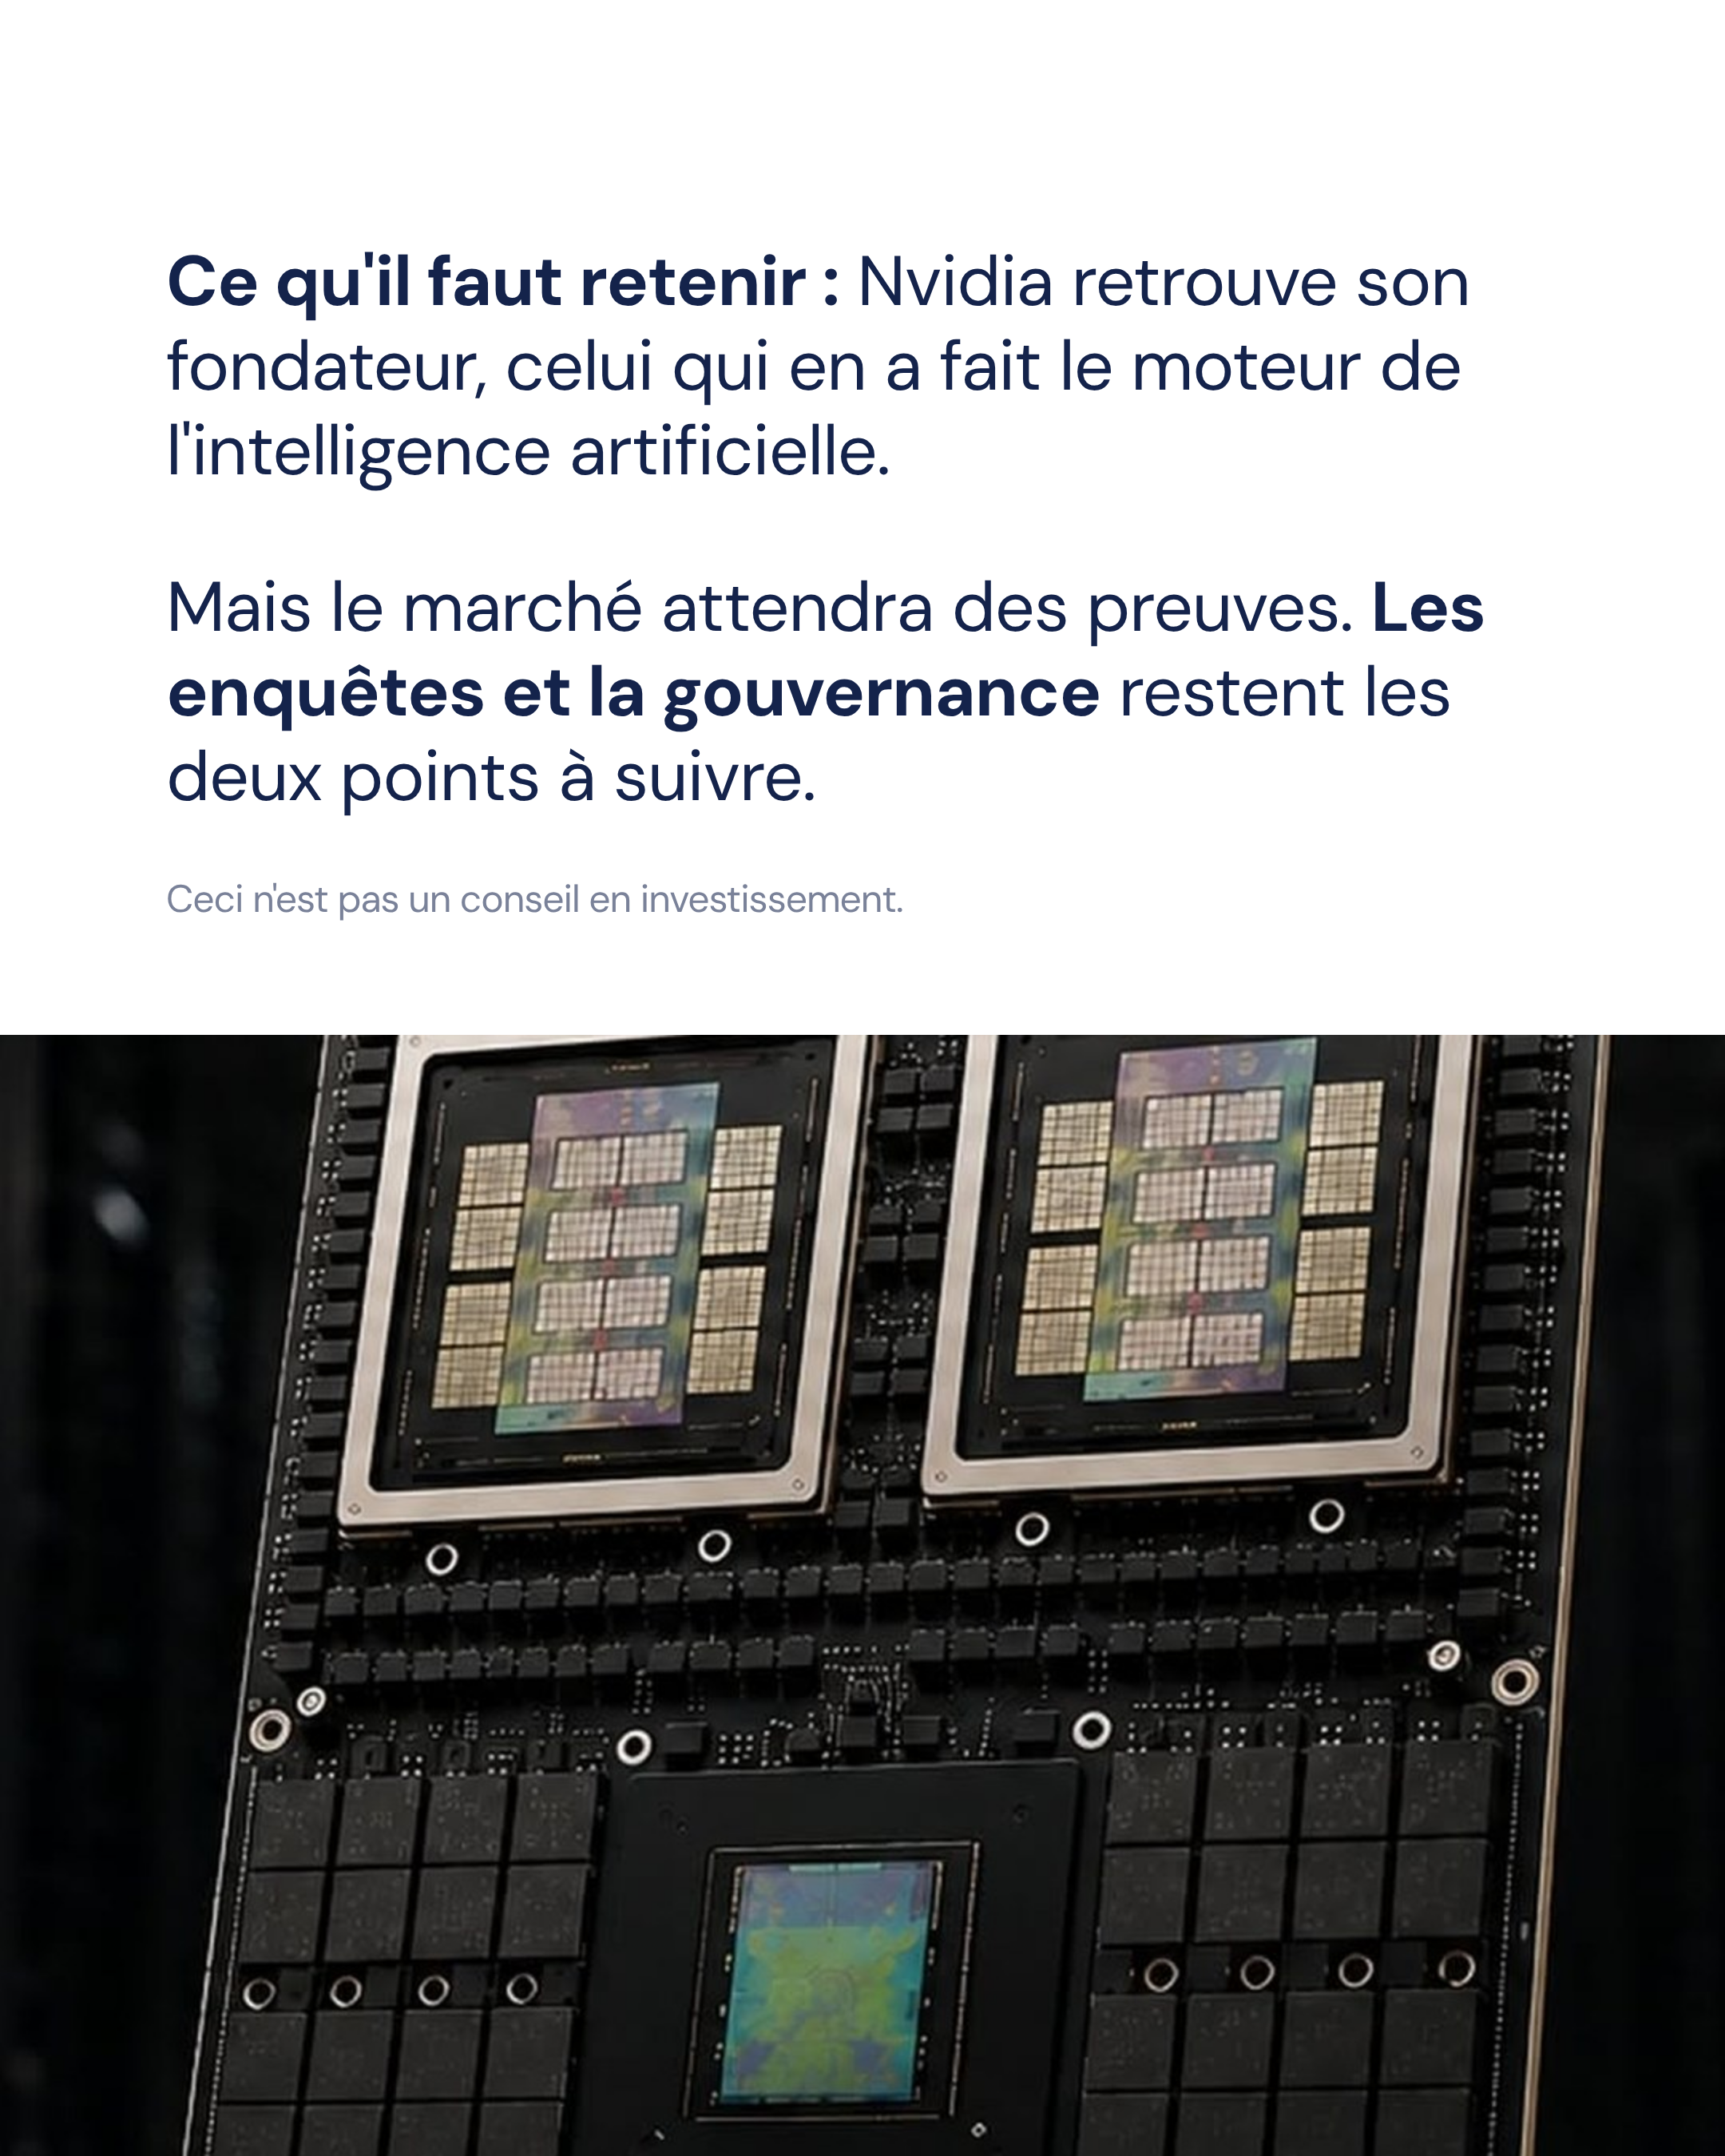 Ce qu'il faut retenir : Nvidia retrouve son
fondateur, celui qui en a fait le moteur de
l'intelligence artificielle.
Mais le marché attendra des preuves. Les
enquêtes et la gouvernance restent les
deux points à suivre.
Ceci n'est pas un conseil en investissement.